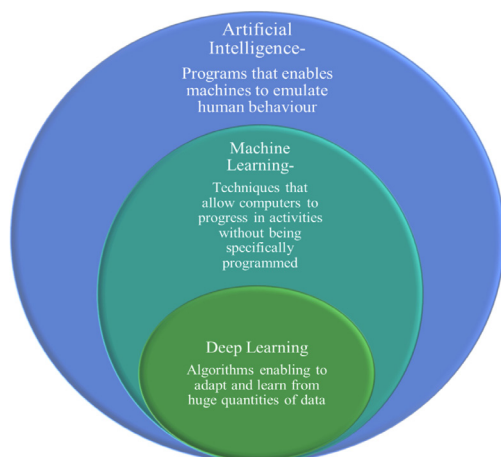 Artificial
Intelligence-
Programs that enables
machines to emulate
human behaviour
Machine
Learning-
Techniques that
allow computers to
progress in activities
without being
specifically
programmed
Deep Learning
Algorithms enabling to
adapt and learn from
huge quantities of data